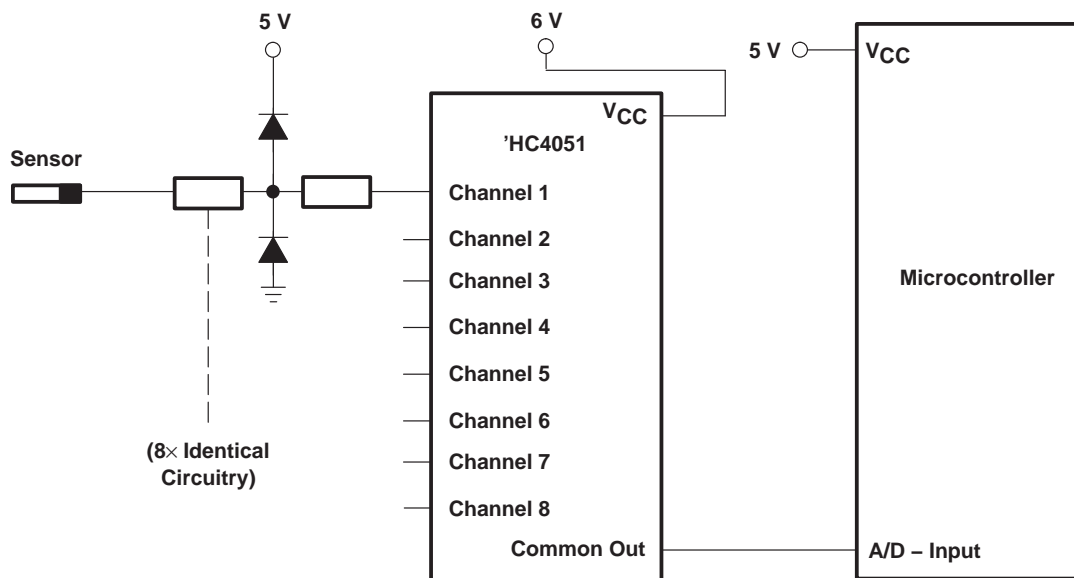 5 V
6 V
5 V
VCC
VCC
'HC4051
Sensor
Channel 1
Channel 2
Channel 3
Channel 4
Channel 5
Channel 6
Channel 7
Channel 8
Common Out
Microcontroller
A/D – Input
(8× Identical
Circuitry)